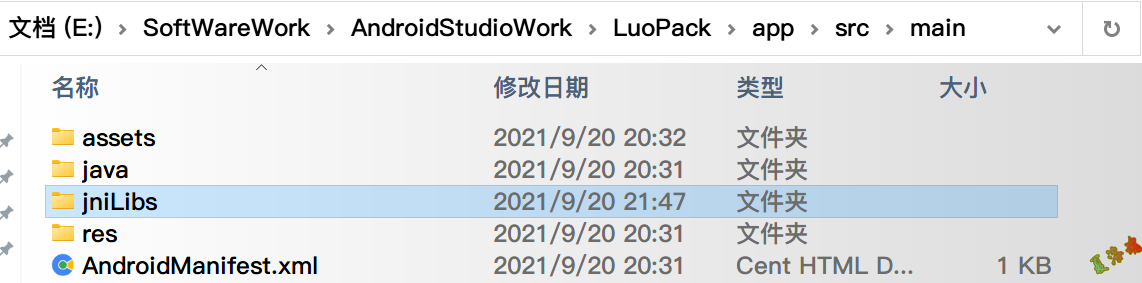 文档 (E:) › SoftWareWork › AndroidStudioWork › LuoPack › app › src › main
名称 修改日期 类型 大小
assets 2021/9/20 20:32 文件夹
java 2021/9/20 20:31 文件夹
jniLibs 2021/9/20 21:47 文件夹
res 2021/9/20 20:31 文件夹
AndroidManifest.xml 2021/9/20 20:31 Cent HTML D... 1 KB